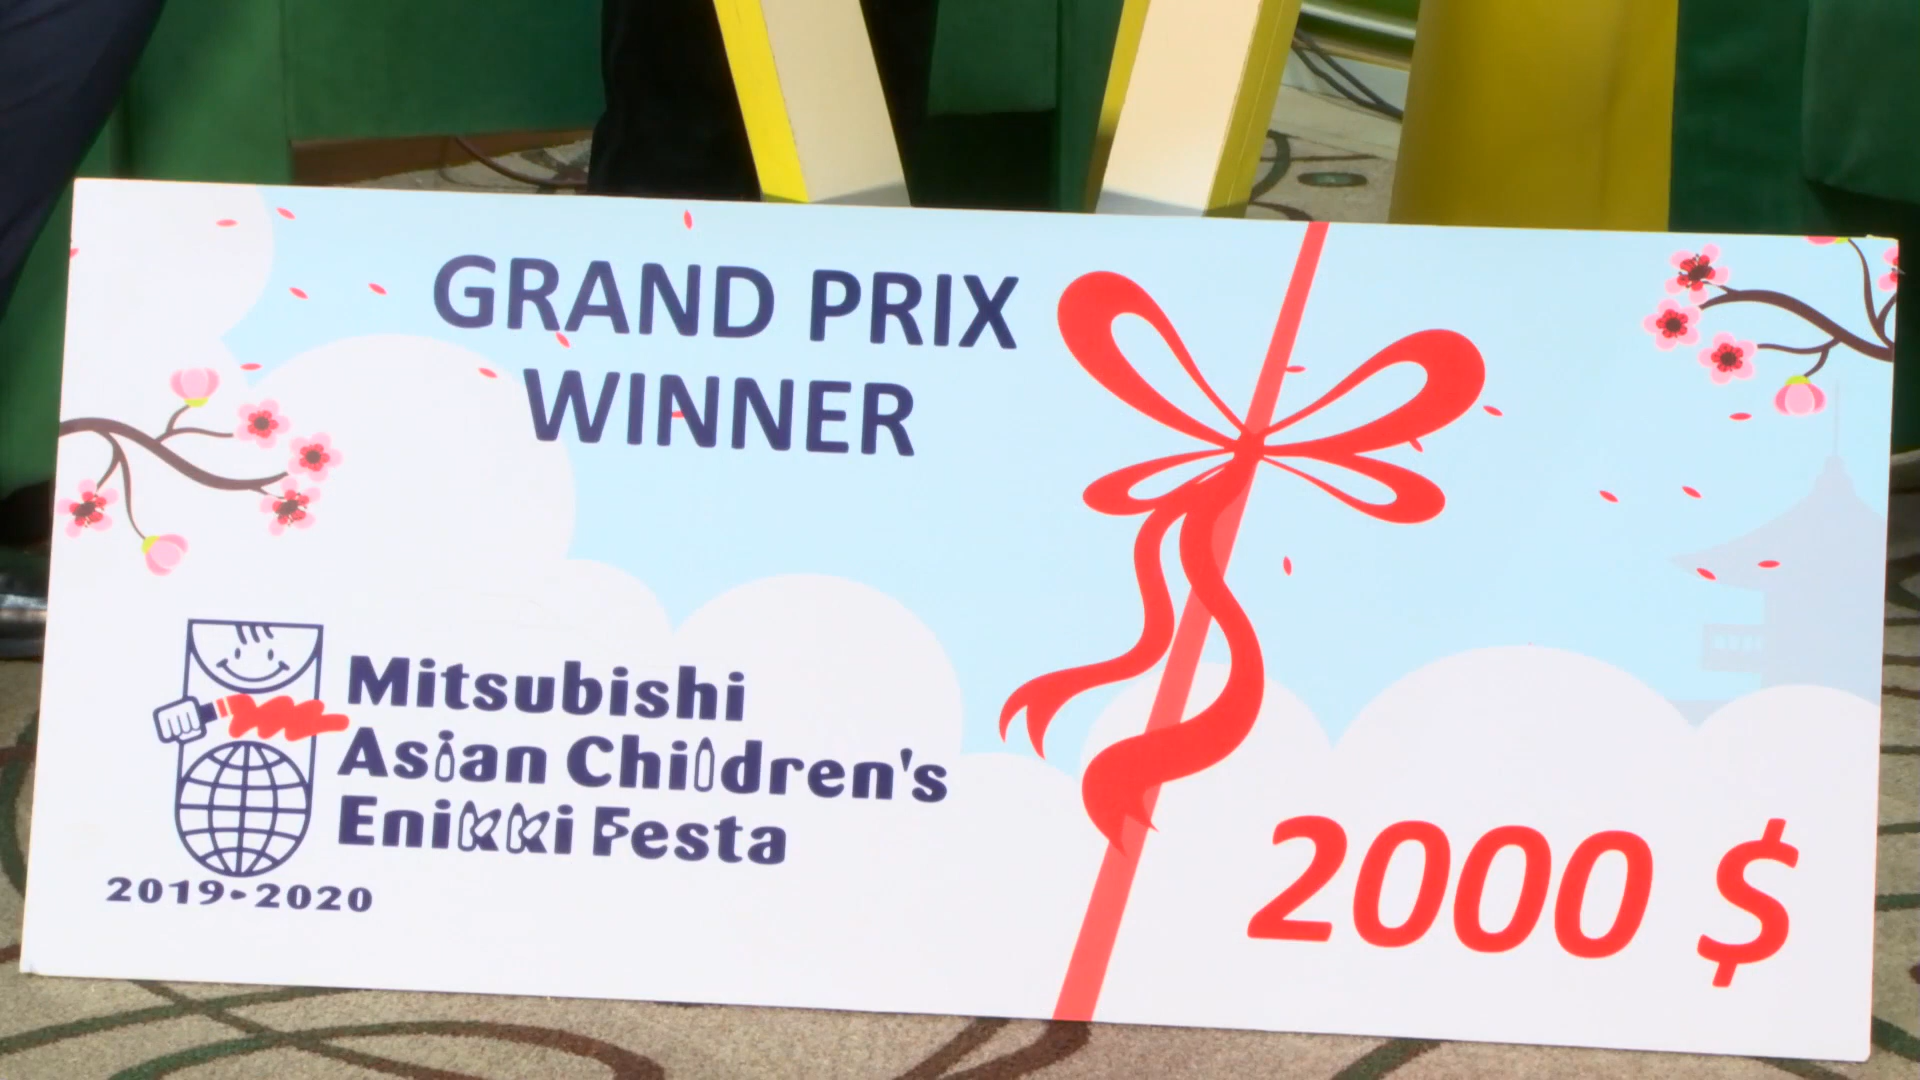 GRAND PRIX
WINNER
Mitsubishi
Asian Children's
Enikki Festa
2019-2020
2000 $